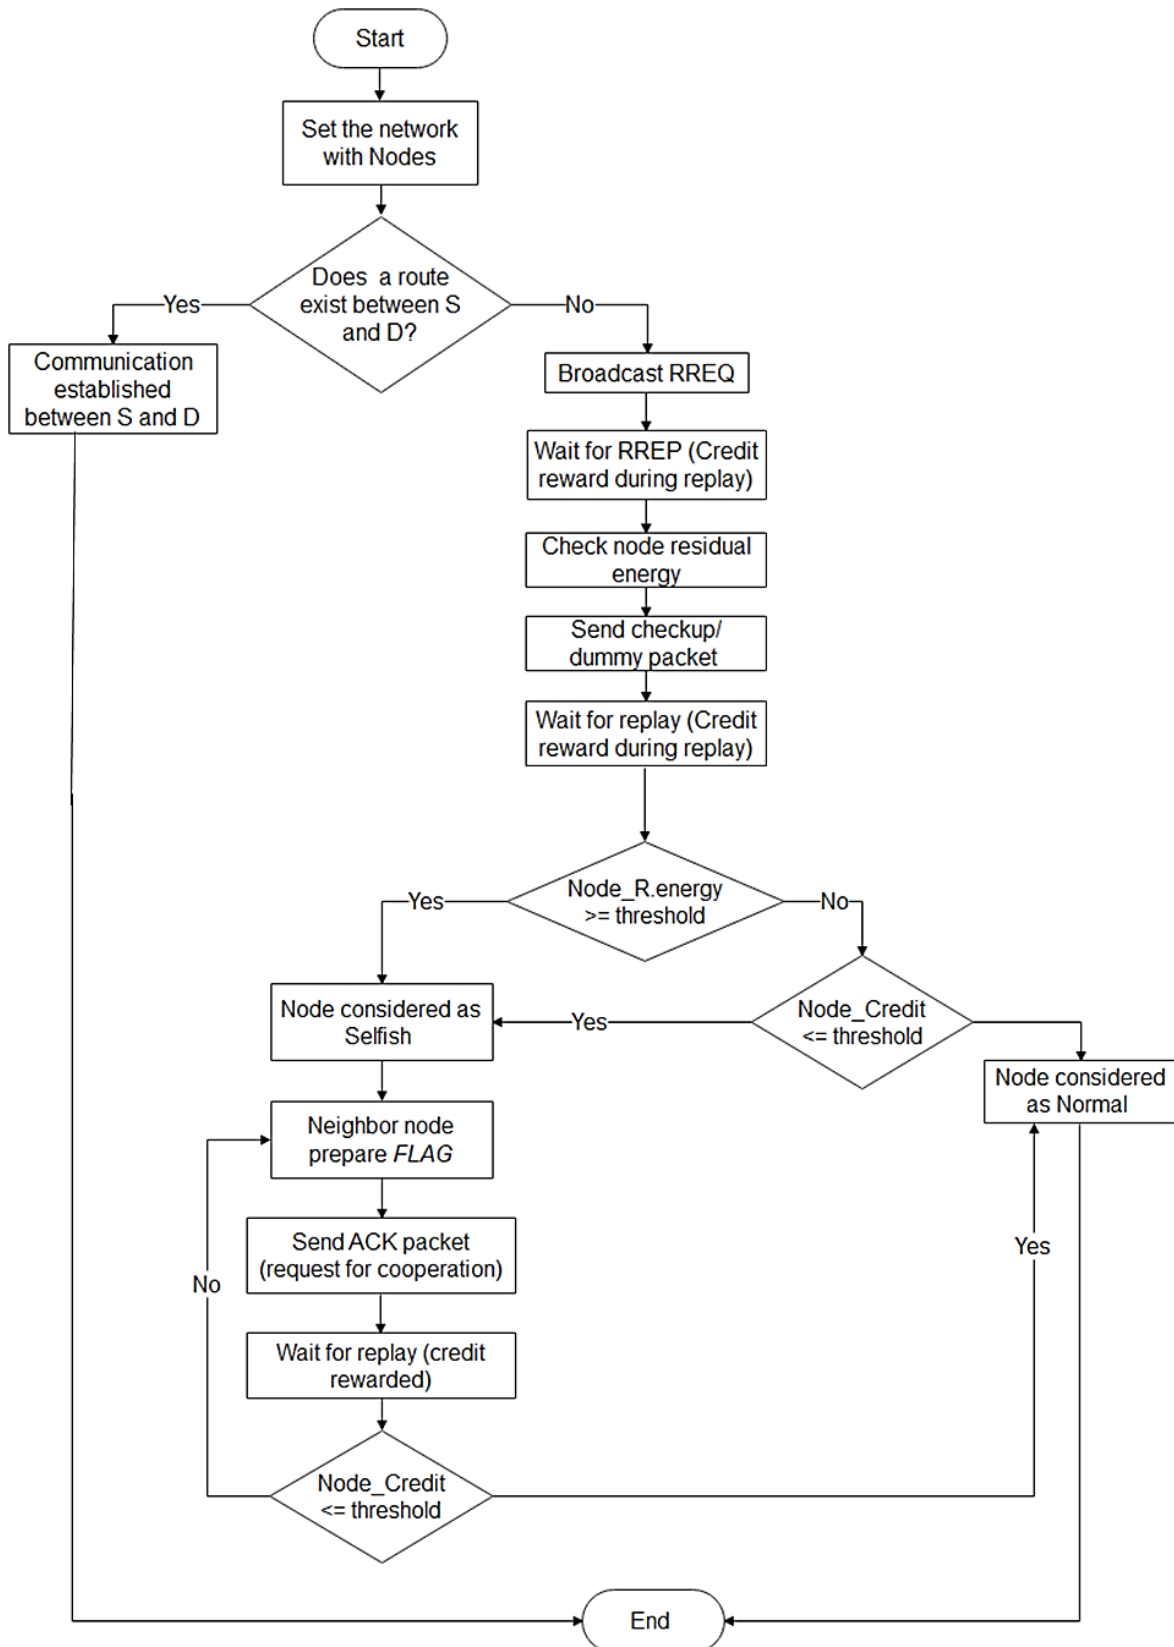 Start
Set the network
with Nodes
Does a route
exist between S
and D?
Yes
No
Communication
established
between S and D
Broadcast RREQ
Wait for RREP (Credit
reward during replay)
Check node residual
energy
Send checkup/
dummy packet
Wait for replay (Credit
reward during replay)
Node_R.energy
>= threshold
Yes
No
Node considered as
Selfish
Yes
Node_Credit
<= threshold
Node considered
as Normal
Neighbor node
prepare FLAG
Send ACK packet
(request for cooperation)
Yes
No
Wait for replay (credit
rewarded)
Node_Credit
<= threshold
End